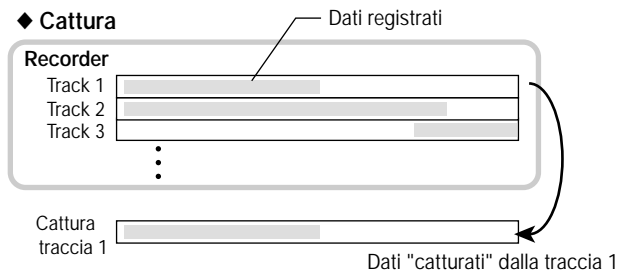 ◆ Cattura
Dati registrati
Recorder
Track 1
Track 2
Track 3
Cattura
traccia 1
Dati "catturati" dalla traccia 1